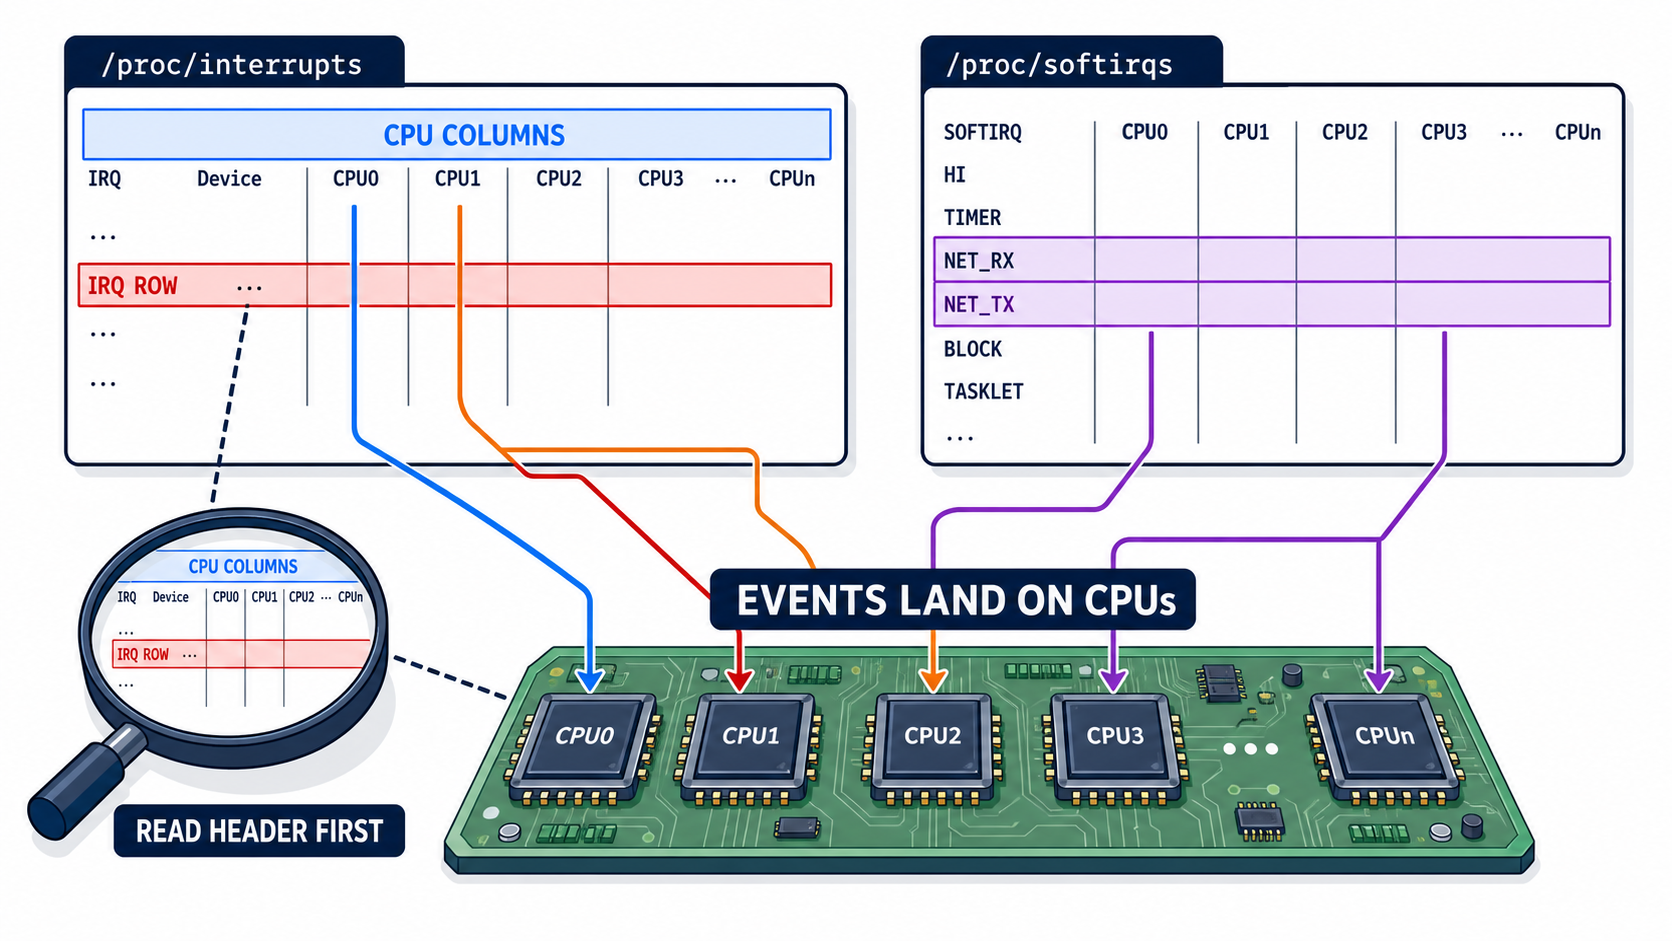 /proc/interrupts
CPU COLUMNS
IRQ Device CPU0 CPU1 CPU2 CPU3 ... CPUn
...
IRQ ROW ...
...
...
/proc/softirqs
SOFTIRQ CPU0 CPU1 CPU2 CPU3 ... CPUn
HI
TIMER
NET_RX
NET_TX
BLOCK
TASKLET
...
CPU COLUMNS
IRQ Device CPU0 CPU1 CPU2 ... CPUn
...
IRQ ROW ...
...
READ HEADER FIRST
EVENTS LAND ON CPUs
CPU0 CPU1 CPU2 CPU3 ... CPUn